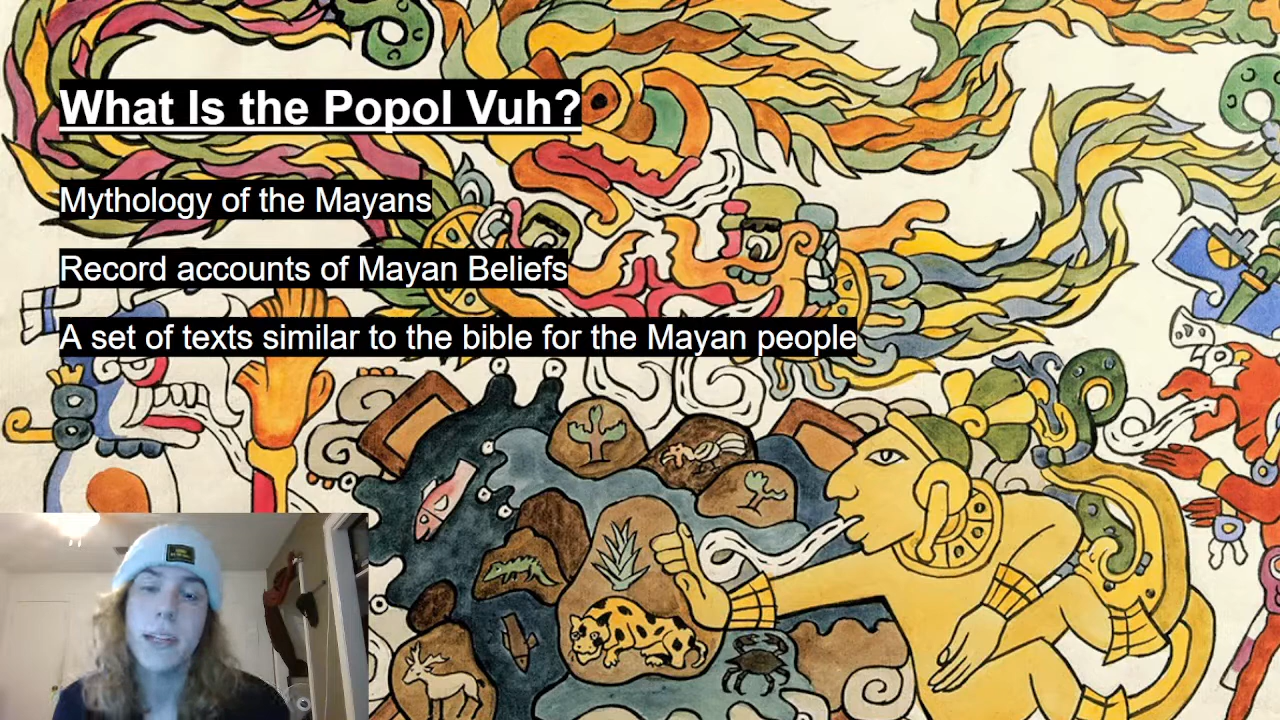 What Is the Popol Vuh?
Mythology of the Mayans
Record accounts of Mayan Beliefs
A set of texts similar to the bible for the Mayan people